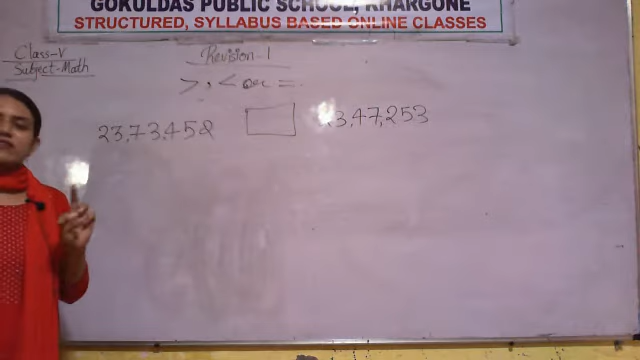 GOKULDAS PUBLIC SCHOOL, KHARGONE
STRUCTURED, SYLLABUS BASED ONLINE CLASSES
Class-V
Subject-Math
Revision-1
>, < or =.
23,73,458
3,47,253